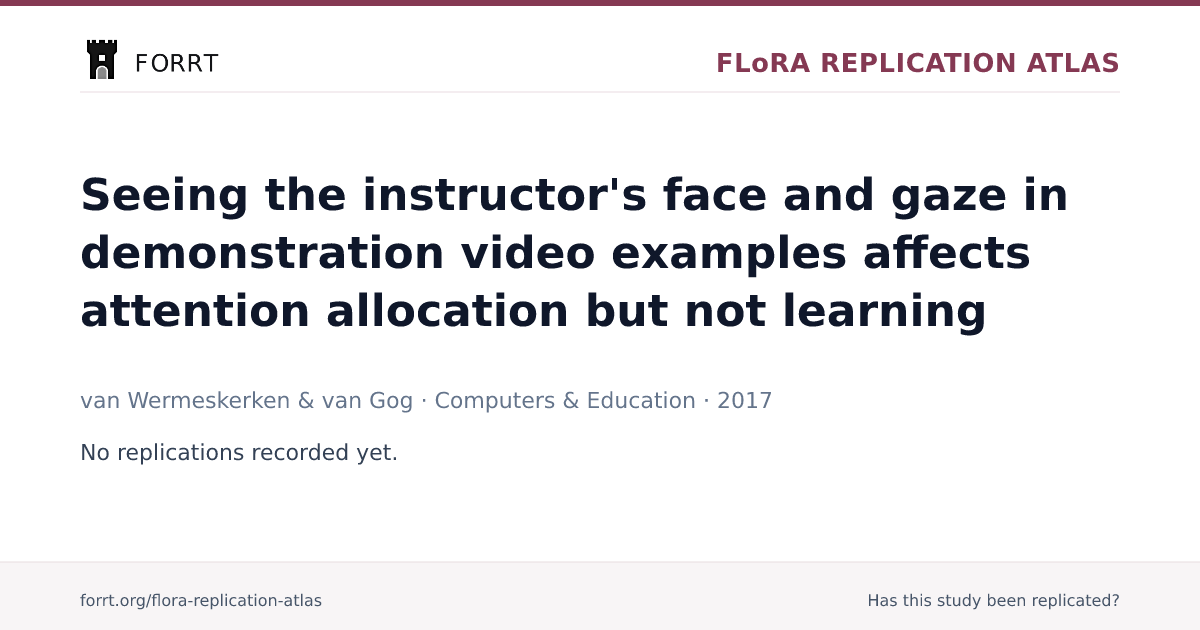 FORRT
FLoRA REPLICATION ATLAS
Seeing the instructor's face and gaze in
demonstration video examples affects
attention allocation but not learning
van Wermeskerken & van Gog · Computers & Education · 2017
No replications recorded yet.
forrt.org/flora-replication-atlas
Has this study been replicated?